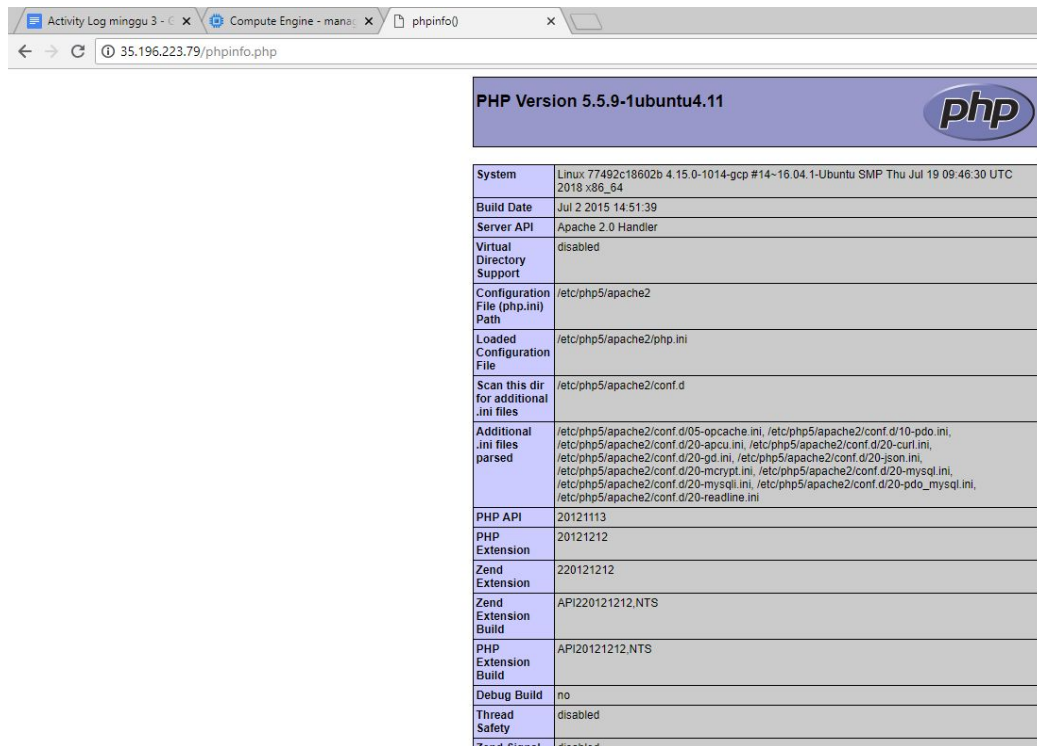 Activity Log minggu 3 - G
Compute Engine - manag
phpinfo()
35.196.223.79/phpinfo.php
PHP Version 5.5.9-1ubuntu4.11
php
System
Linux 77492c18602b 4.15.0-1014-gcp #14~16.04.1-Ubuntu SMP Thu Jul 19 09:46:30 UTC
2018 x86_64
Build Date
Jul 2 2015 14:51:39
Server API
Apache 2.0 Handler
Virtual
Directory
Support
disabled
Configuration
File (php.ini)
Path
/etc/php5/apache2
Loaded
Configuration
File
/etc/php5/apache2/php.ini
Scan this dir
for additional
.ini files
/etc/php5/apache2/conf.d
Additional
.ini files
parsed
/etc/php5/apache2/conf.d/05-opcache.ini, /etc/php5/apache2/conf.d/10-pdo.ini,
/etc/php5/apache2/conf.d/20-apcu.ini, /etc/php5/apache2/conf.d/20-curl.ini,
/etc/php5/apache2/conf.d/20-gd.ini, /etc/php5/apache2/conf.d/20-json.ini,
/etc/php5/apache2/conf.d/20-mcrypt.ini, /etc/php5/apache2/conf.d/20-mysql.ini,
/etc/php5/apache2/conf.d/20-mysqli.ini, /etc/php5/apache2/conf.d/20-pdo_mysql.ini,
/etc/php5/apache2/conf.d/20-readline.ini
PHP API
20121113
PHP
Extension
20121212
Zend
Extension
220121212
Zend
Extension
Build
API220121212,NTS
PHP
Extension
Build
API20121212,NTS
Debug Build
no
Thread
Safety
disabled
Zend Signal
disabled